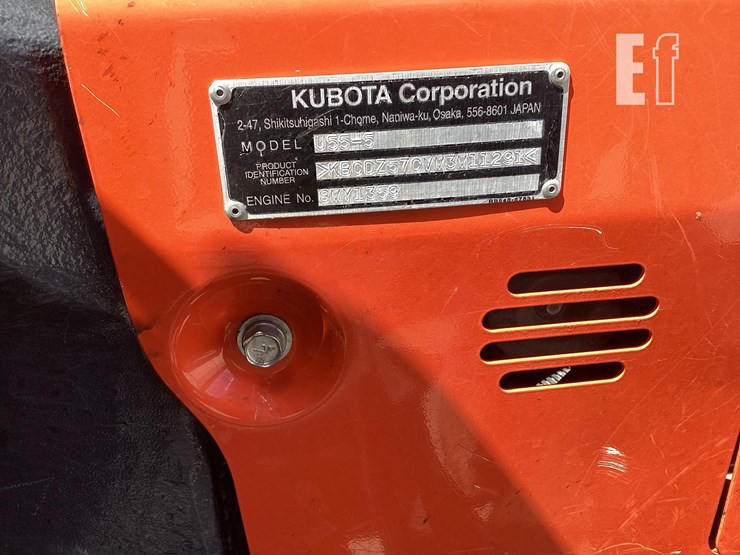 Ef
KUBOTA Corporation
2-47, Shikitsuhigashi 1-Chome, Naniwa-ku, Osaka, 556-8601 JAPAN
MODEL U55-5
PRODUCT
IDENTIFICATION
NUMBER
ENGINE No.